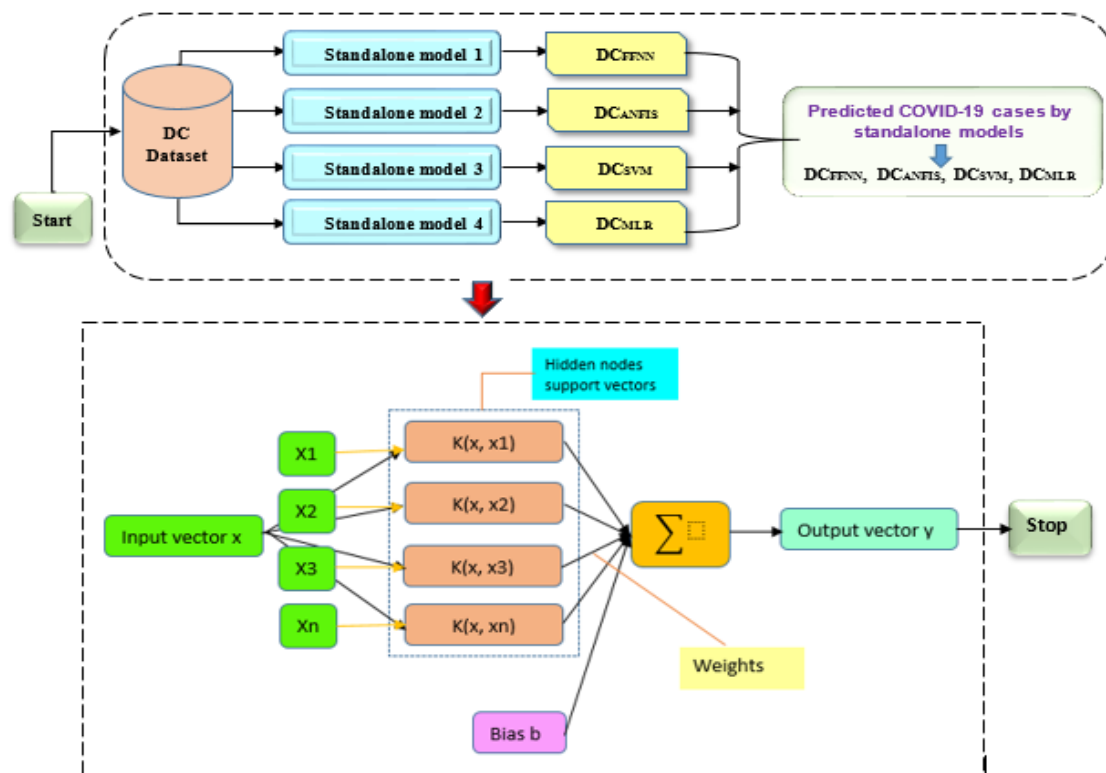 Start
DC
Dataset
Standalone model 1
Standalone model 2
Standalone model 3
Standalone model 4
DCFFNN
DCANFIS
DCSVM
DCMLR
Predicted COVID-19 cases by
standalone models
DCFFNN, DCANFIS, DCSVM, DCMLR
Hidden nodes
support vectors
Input vector x
X1
X2
X3
Xn
K(x, x1)
K(x, x2)
K(x, x3)
K(x, xn)
∑⬚
Output vector y
Stop
Weights
Bias b